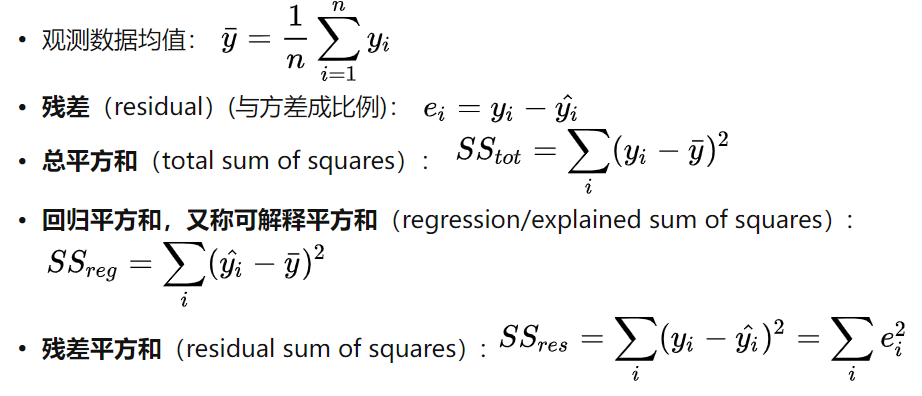 • 观测数据均值： ȳ = \frac{1}{n} \sum_{i=1}^{n} y_i
• 残差（residual）(与方差成比例)： e_i = y_i − \hat{y_i}
• 总平方和（total sum of squares）： SS_{tot} = \sum_i (y_i − ȳ)^2
• 回归平方和，又称可解释平方和（regression/explained sum of squares）：
SS_{reg} = \sum_i (\hat{y_i} − ȳ)^2
• 残差平方和（residual sum of squares）: SS_{res} = \sum_i (y_i − \hat{y_i})^2 = \sum_i e_i^2